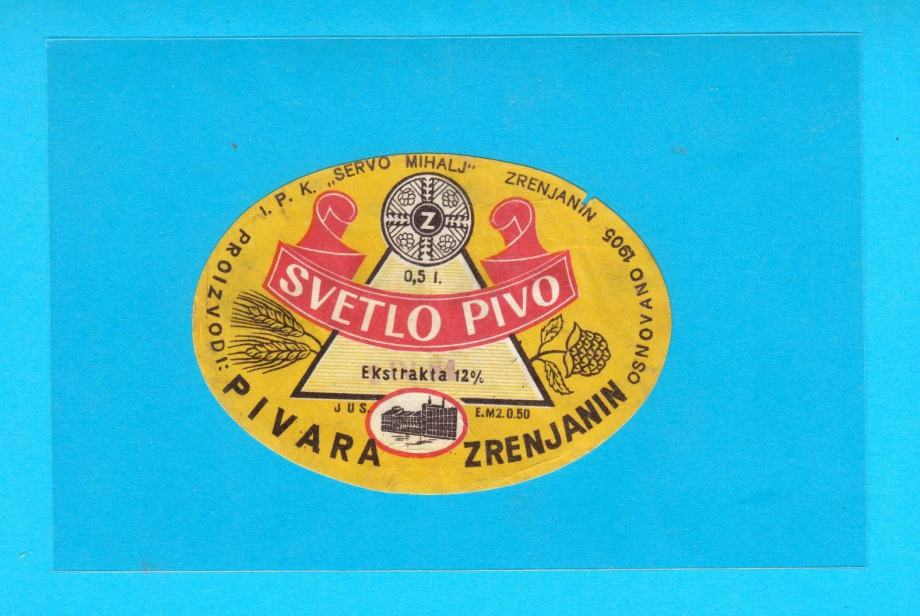 I. P. K. „SERVO MIHALJ" ZRENJANIN
OSNOVANO 1905
PROIZVODI:
Z
0,5 l.
SVETLO PIVO
Ekstrakta 12%
JUS. E.M2.0.50
PIVARA ZRENJANIN